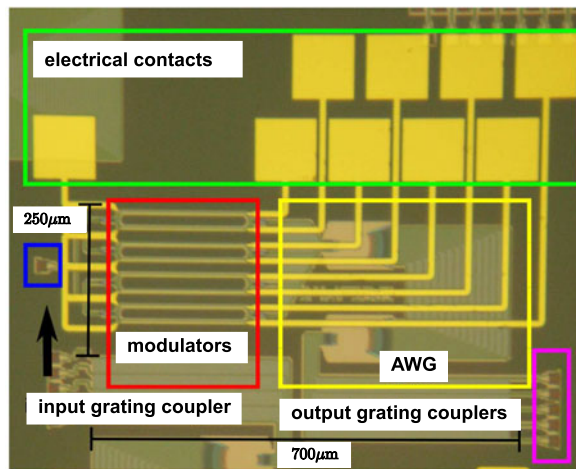 electrical contacts
250μm
modulators
AWG
input grating coupler
output grating couplers
700μm